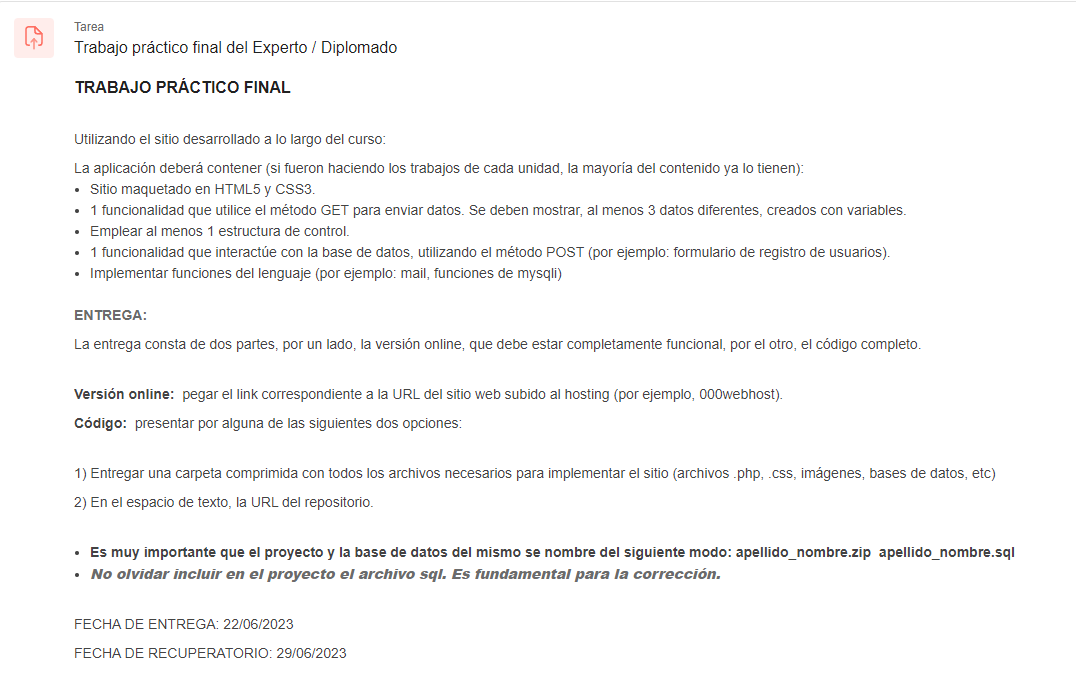 Tarea
Trabajo práctico final del Experto / Diplomado
TRABAJO PRÁCTICO FINAL
Utilizando el sitio desarrollado a lo largo del curso:
La aplicación deberá contener (si fueron haciendo los trabajos de cada unidad, la mayoría del contenido ya lo tienen):
• Sitio maquetado en HTML5 y CSS3.
• 1 funcionalidad que utilice el método GET para enviar datos. Se deben mostrar, al menos 3 datos diferentes, creados con variables.
• Emplear al menos 1 estructura de control.
• 1 funcionalidad que interactúe con la base de datos, utilizando el método POST (por ejemplo: formulario de registro de usuarios).
• Implementar funciones del lenguaje (por ejemplo: mail, funciones de mysqli)
ENTREGA:
La entrega consta de dos partes, por un lado, la versión online, que debe estar completamente funcional, por el otro, el código completo.
Versión online: pegar el link correspondiente a la URL del sitio web subido al hosting (por ejemplo, 000webhost).
Código: presentar por alguna de las siguientes dos opciones:
1) Entregar una carpeta comprimida con todos los archivos necesarios para implementar el sitio (archivos .php, .css, imágenes, bases de datos, etc)
2) En el espacio de texto, la URL del repositorio.
• Es muy importante que el proyecto y la base de datos del mismo se nombre del siguiente modo: apellido_nombre.zip apellido_nombre.sql
• No olvidar incluir en el proyecto el archivo sql. Es fundamental para la corrección.
FECHA DE ENTREGA: 22/06/2023
FECHA DE RECUPERATORIO: 29/06/2023